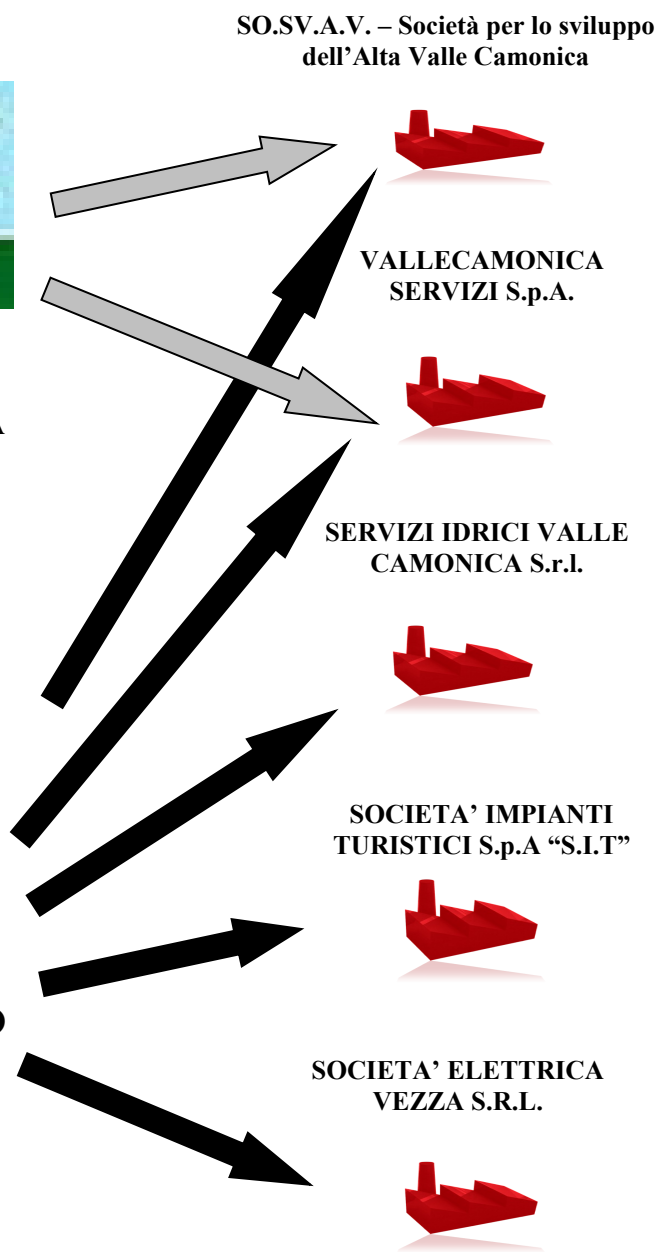 SO.SV.A.V. – Società per lo sviluppo
dell’Alta Valle Camonica
VALLECAMONICA
SERVIZI S.p.A.
SERVIZI IDRICI VALLE
CAMONICA S.r.l.
SOCIETA’ IMPIANTI
TURISTICI S.p.A “S.I.T”
SOCIETA’ ELETTRICA
VEZZA S.R.L.